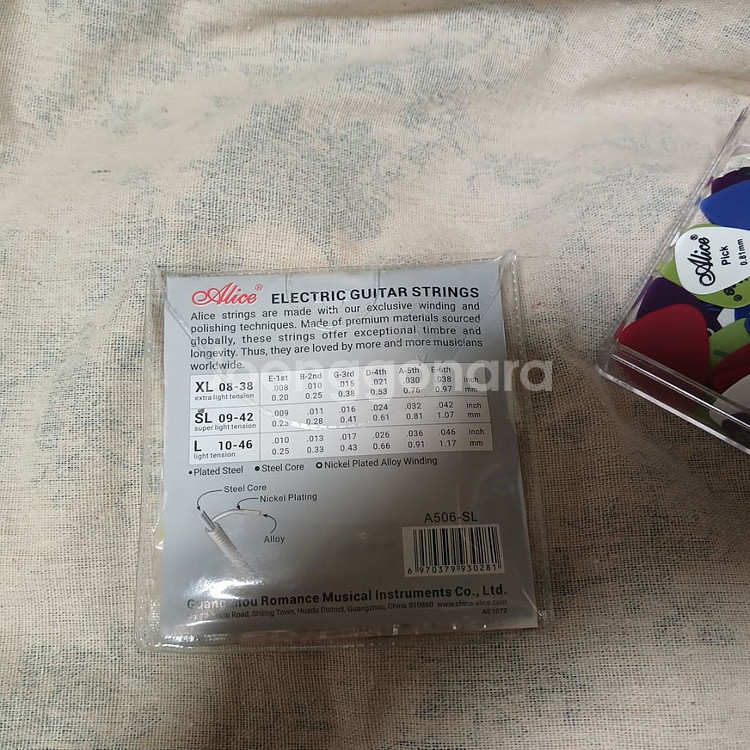 Alice® ELECTRIC GUITAR STRINGS
Alice strings are made with our exclusive winding and
polishing techniques. Made of premium materials sourced
globally, these strings offer exceptional timbre and
longevity. Thus, they are loved by more and more musicians
worldwide.
E-1st B-2nd G-3rd D-4th A-5th E-6th
XL 08-38 .008 .010 .015 .021 .030 .038 inch
extra light tension 0.20 0.25 0.38 0.53 0.76 0.97 mm
SL 09-42 .009 .011 .016 .024 .032 .042 inch
super light tension 0.23 0.28 0.41 0.61 0.81 1.07 mm
L 10-46 .010 .013 .017 .026 .036 .046 inch
light tension 0.25 0.33 0.43 0.66 0.91 1.17 mm
Plated Steel Steel Core Nickel Plated Alloy Winding
Steel Core
Nickel Plating
Alloy
A506-SL
6 970379 930281
Guangzhou Romance Musical Instruments Co., Ltd.
Road, Shiling Town, Huadu District, Guangzhou, China 510860 www.china-alice.com
AE1072
Alice
Pick
0.81mm
joonggonara